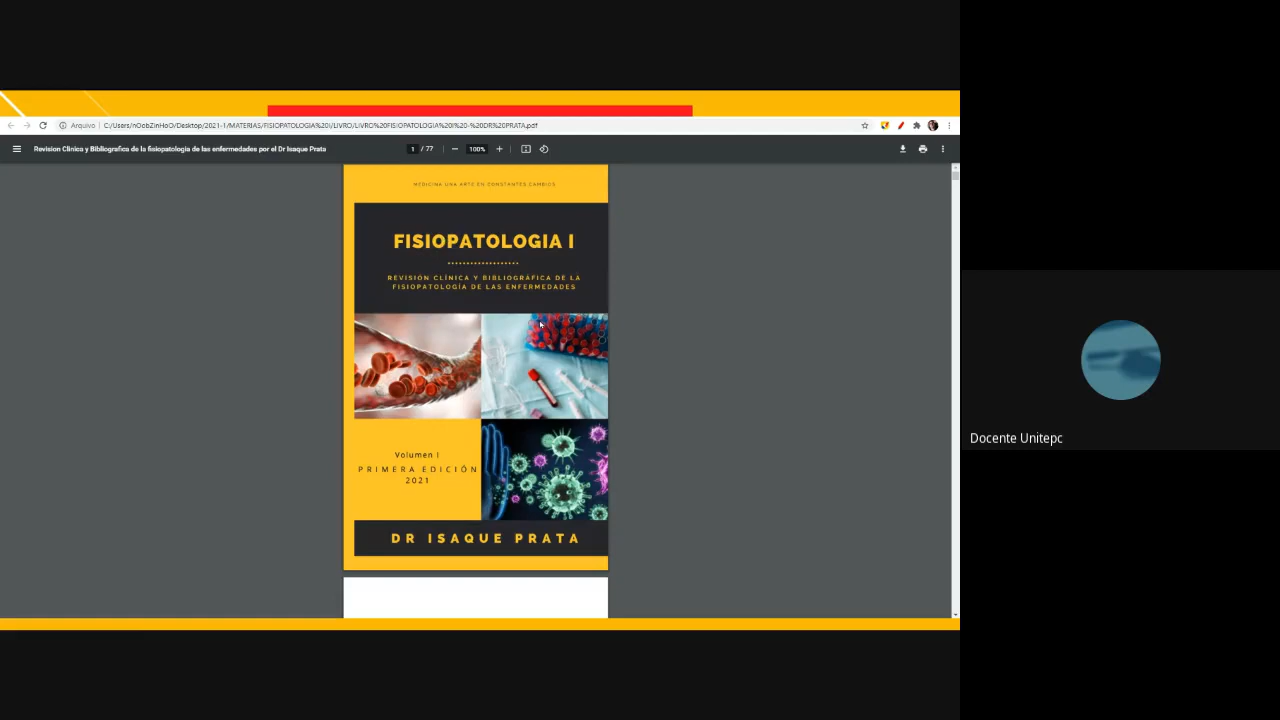 Arquivo
C:/Users/nOobZinHoO/Desktop/2021-1/MATERIAS/FISIOPATOLOGIA%20I/LIVRO/LIVRO%20FISIOPATOLOGIA%20I%20-%20DR%20PRATA.pdf
Revision Clinica y Bibliografica de la fisiopatologia de las enfermedades por el Dr Isaque Prata
1 / 77
100%
MEDICINA UNA ARTE EN CONSTANTES CAMBIOS
FISIOPATOLOGIA I
REVISION CLÍNICA Y BIBLIOGRÁFICA DE LA
FISIOPATOLOGÍA DE LAS ENFERMEDADES
Volumen I
PRIMERA EDICIÓN
2021
DR ISAQUE PRATA
Docente Unitepc